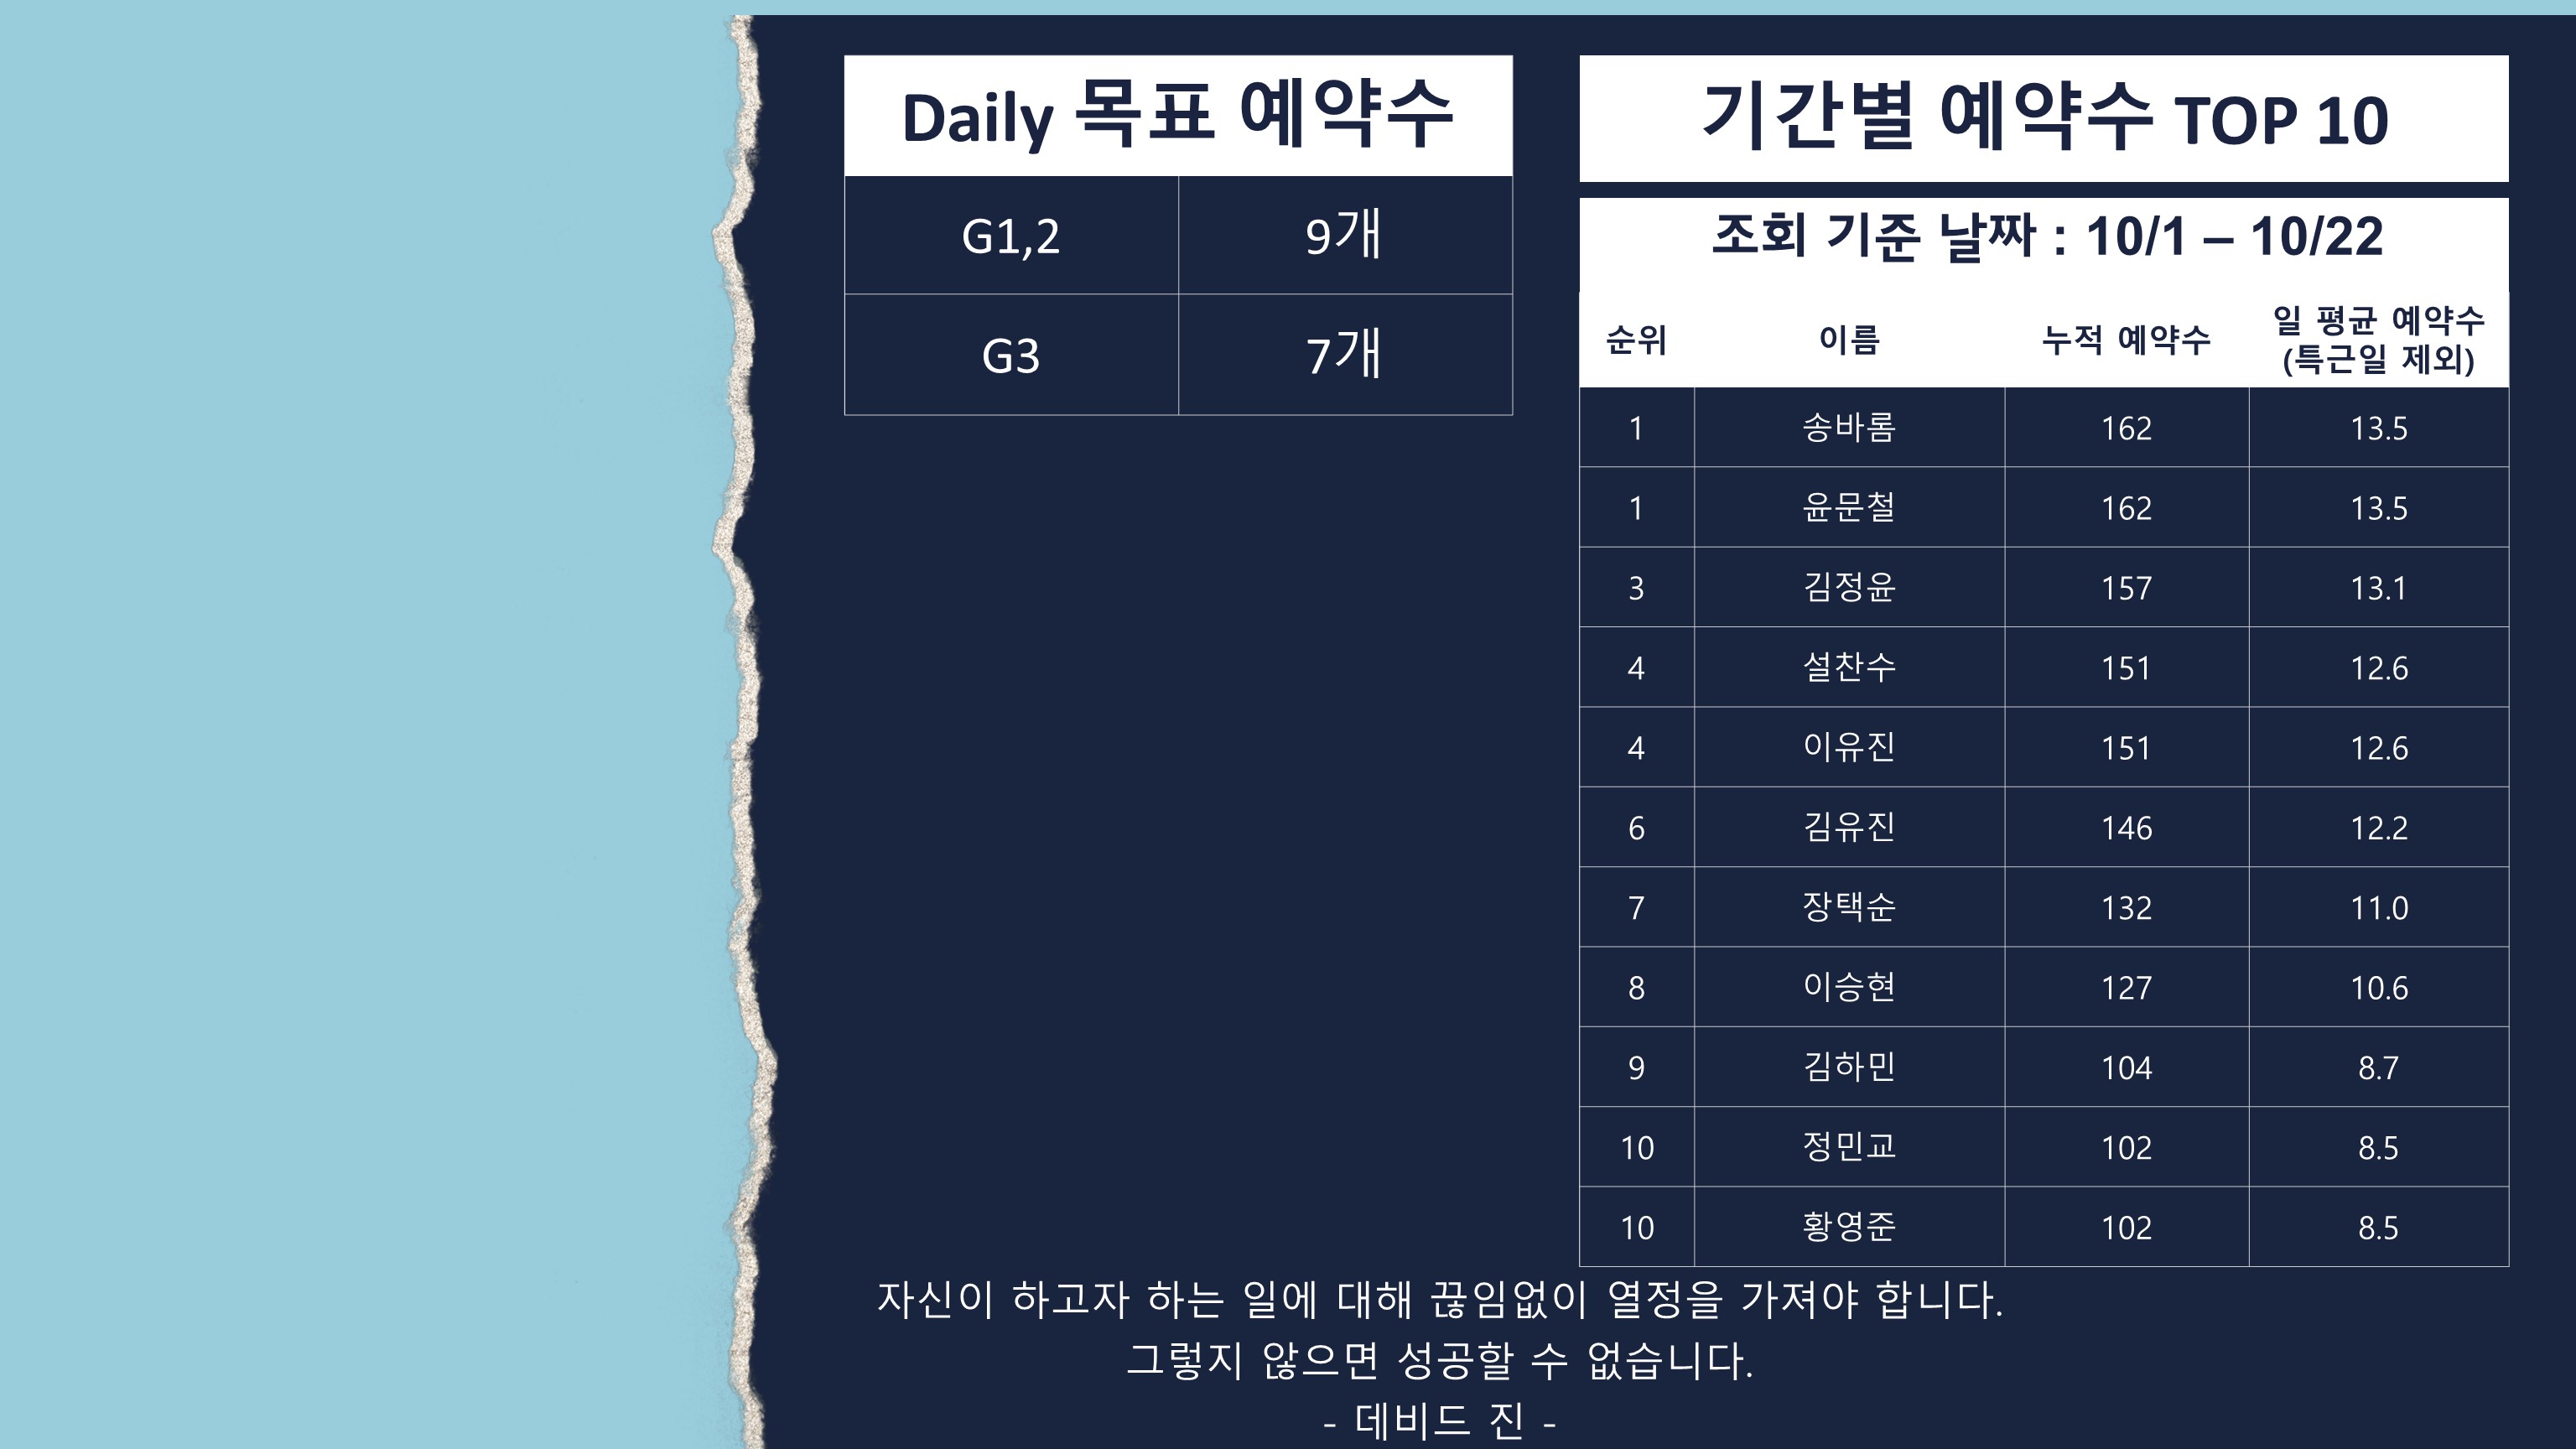 Daily 목표 예약수
G1,2 9개
G3 7개
기간별 예약수 TOP 10
조회 기준 날짜 : 10/1 – 10/22
순위 이름 누적 예약수 일 평균 예약수
(특근일 제외)
1 송바롬 162 13.5
1 윤문철 162 13.5
3 김정윤 157 13.1
4 설찬수 151 12.6
4 이유진 151 12.6
6 김유진 146 12.2
7 장택순 132 11.0
8 이승현 127 10.6
9 김하민 104 8.7
10 정민교 102 8.5
10 황영준 102 8.5
자신이 하고자 하는 일에 대해 끊임없이 열정을 가져야 합니다.
그렇지 않으면 성공할 수 없습니다.
- 데비드 진 -